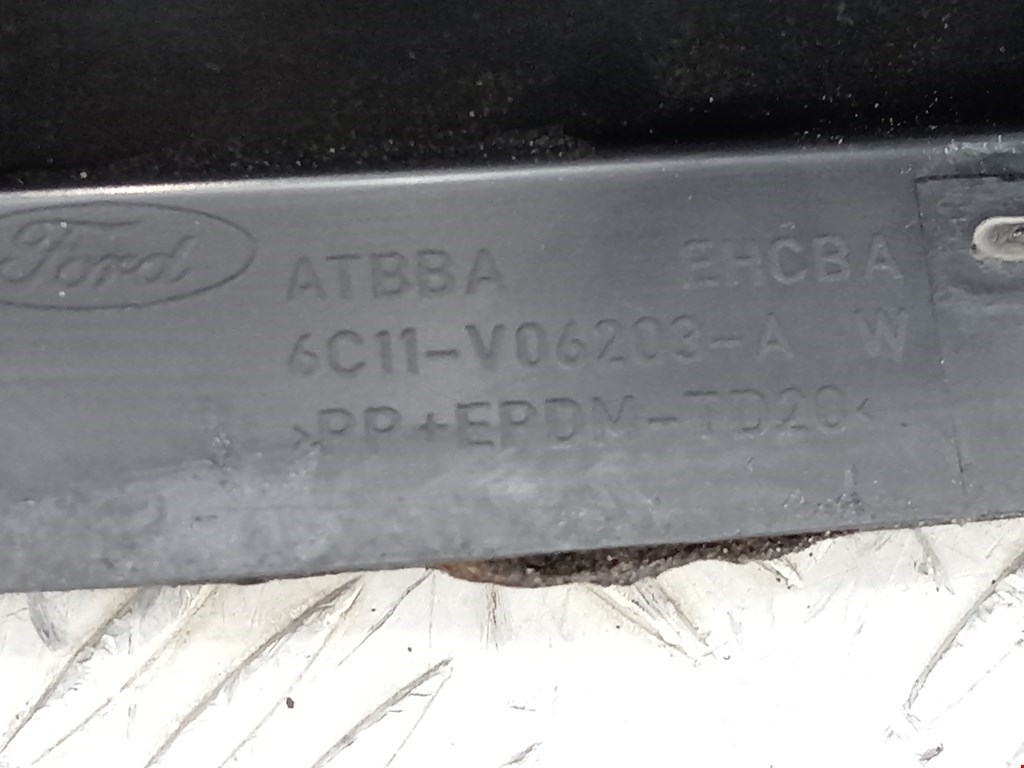 Ford
ATBBA EHCBA
6C11-V06203-A W
>PP+EPDM-TD20<